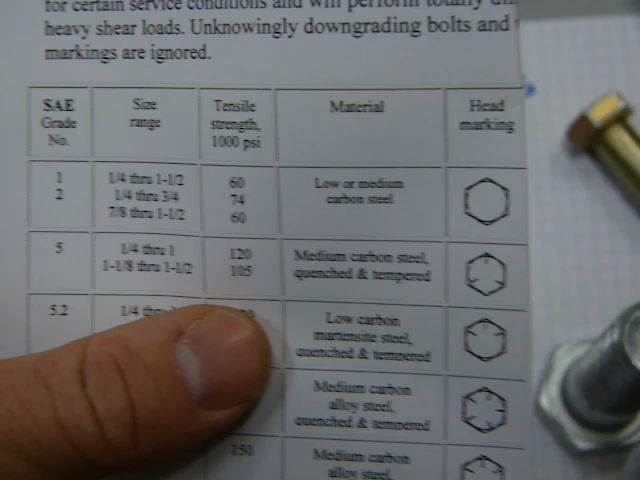 for certain service conditions and will perform totally
heavy shear loads. Unknowingly downgrading bolts and
markings are ignored.
SAE Grade No.
Size range
Tensile strength, 1000 psi
Material
Head marking
1 1/4 thru 1-1/2 60 Low or medium
2 1/4 thru 3/4 74 carbon steel
7/8 thru 1-1/2 60
5 1/4 thru 1 120 Medium carbon steel,
1-1/8 thru 1-1/2 105 quenched & tempered
5.2 1/4 thru Low carbon
martensite steel,
quenched & tempered
Medium carbon
alloy steel,
quenched & tempered
150 Medium carbon
alloy steel,